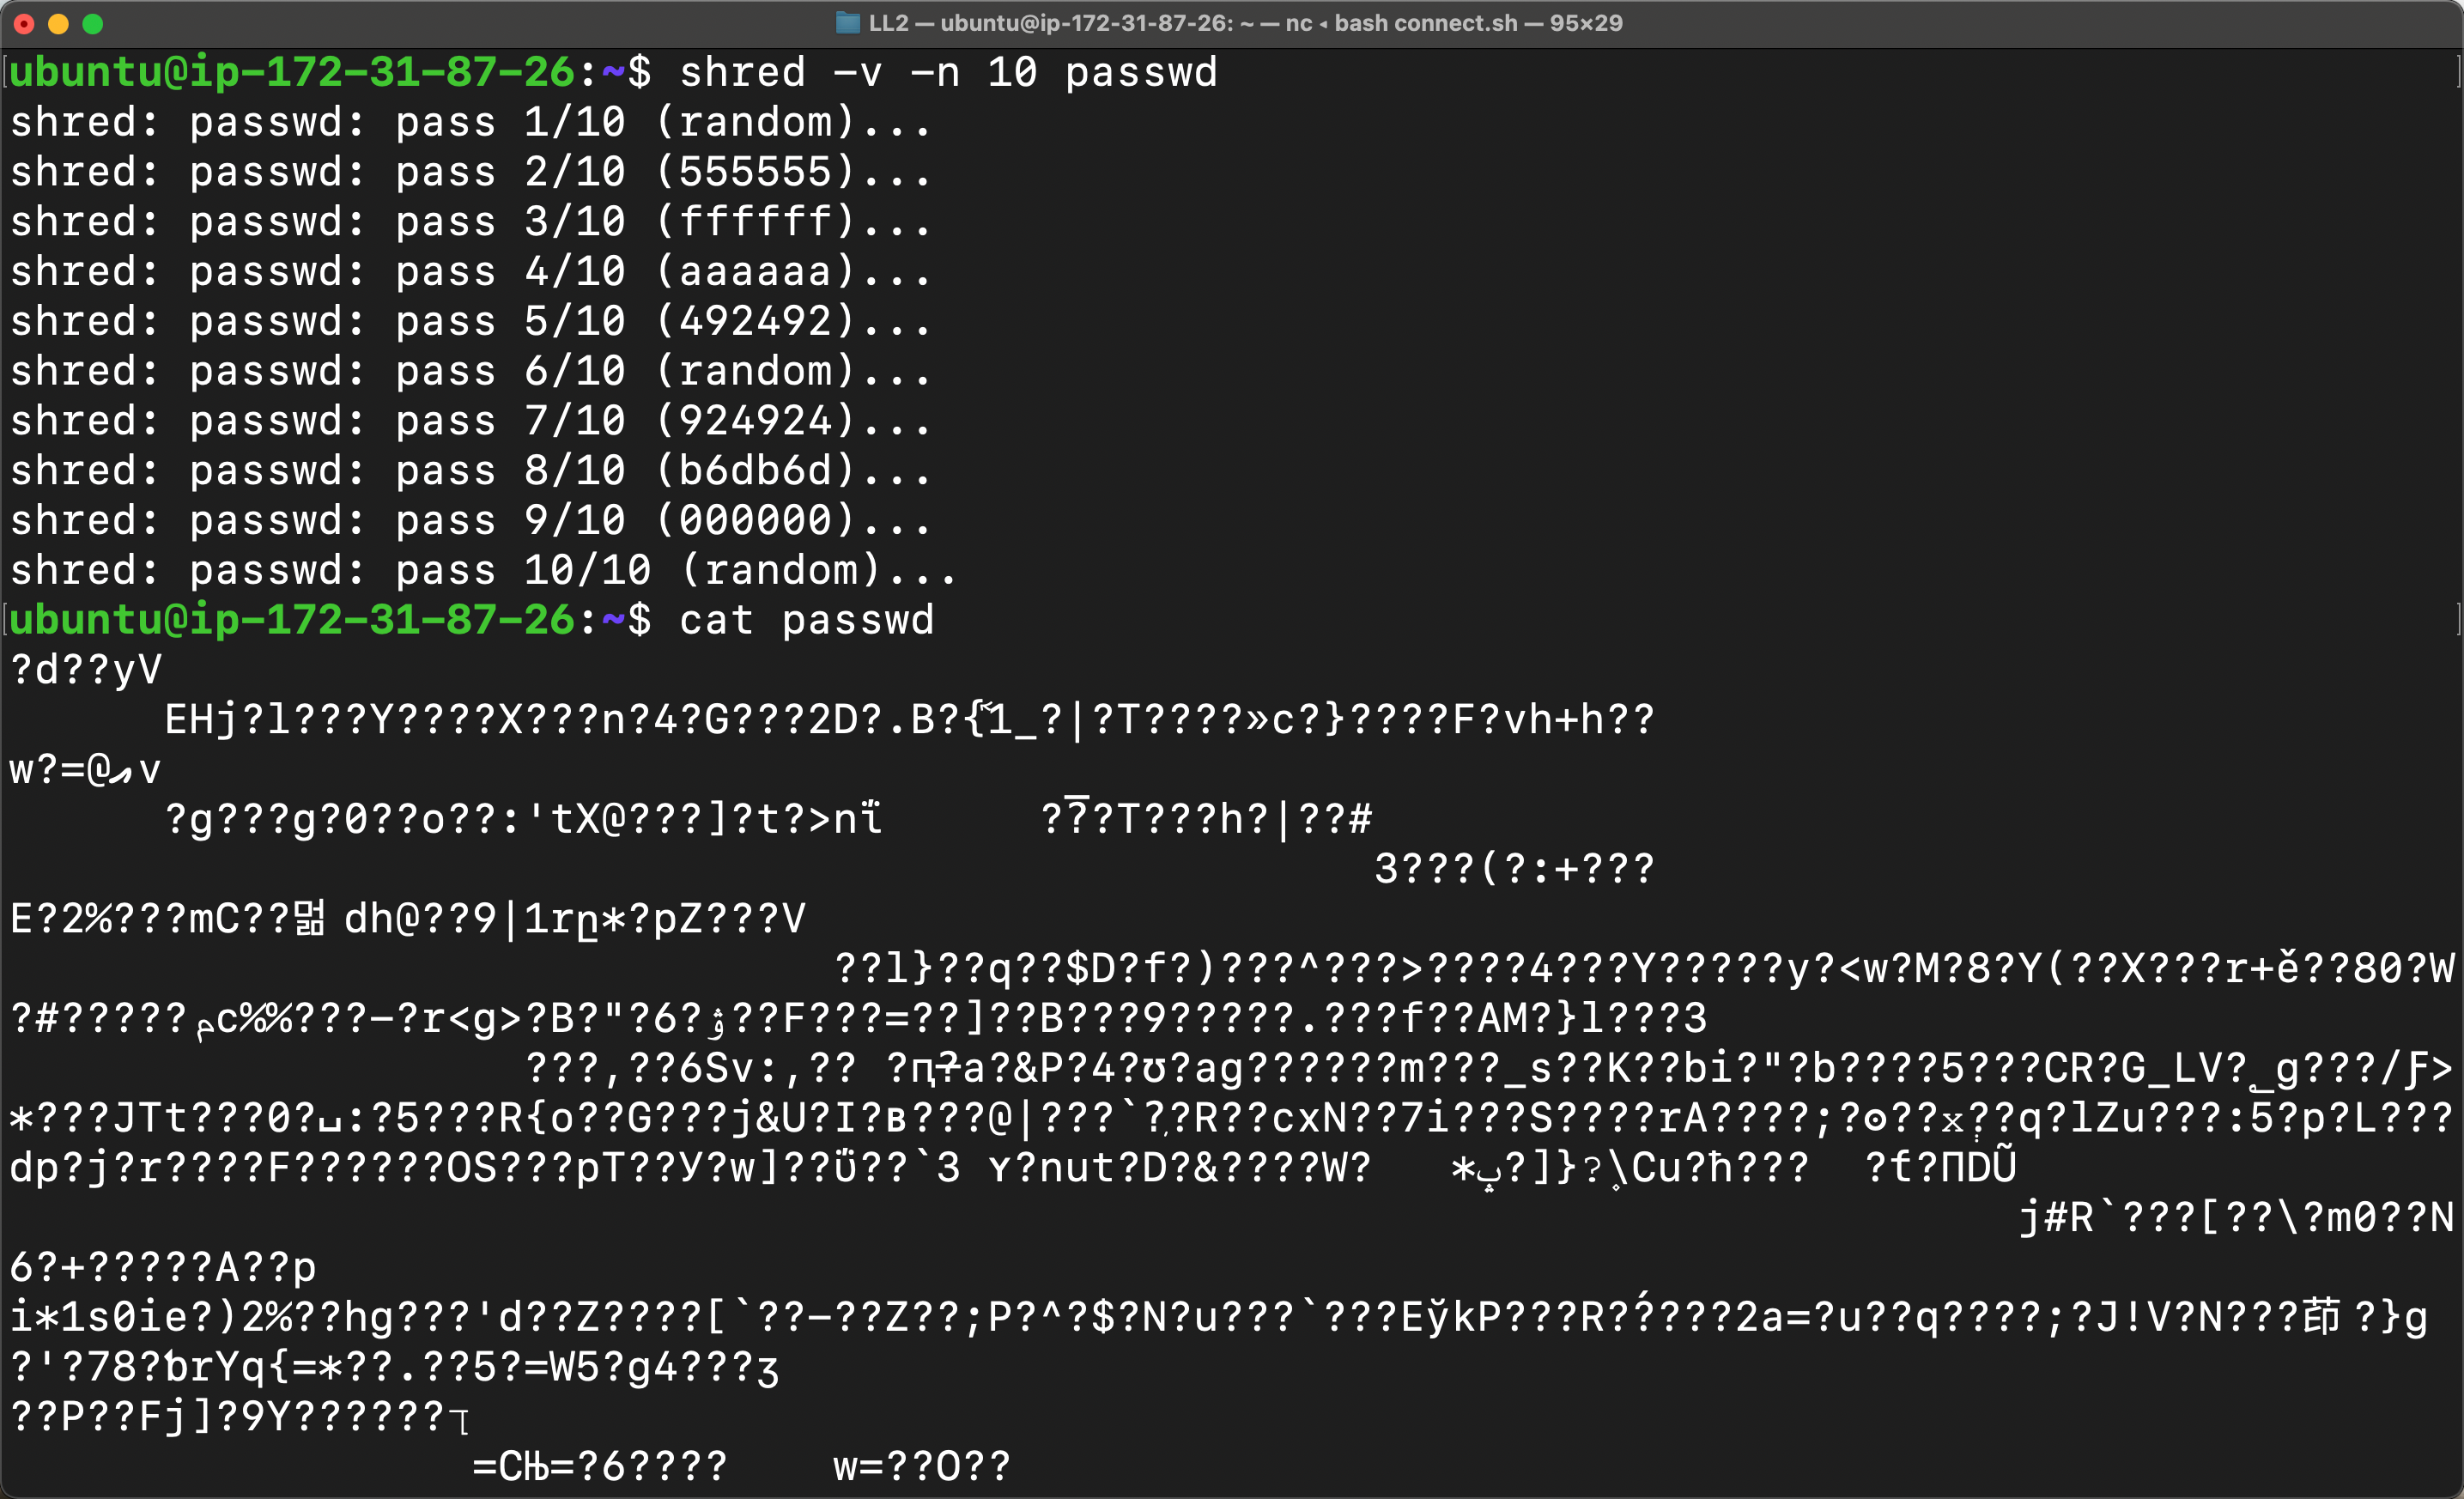 LL2 — ubuntu@ip-172-31-87-26: ~ — nc ◂ bash connect.sh — 95×29
ubuntu@ip-172-31-87-26:~$ shred -v -n 10 passwd
shred: passwd: pass 1/10 (random)...
shred: passwd: pass 2/10 (555555)...
shred: passwd: pass 3/10 (ffffff)...
shred: passwd: pass 4/10 (aaaaaa)...
shred: passwd: pass 5/10 (492492)...
shred: passwd: pass 6/10 (random)...
shred: passwd: pass 7/10 (924924)...
shred: passwd: pass 8/10 (b6db6d)...
shred: passwd: pass 9/10 (000000)...
shred: passwd: pass 10/10 (random)...
ubuntu@ip-172-31-87-26:~$ cat passwd
?d??yV
EHj?l???Y????X???n?4?G???2D?.B?{1_?|?T????»c?}????F?vh+h??
w?=@v
?g???g?0??o??:'tX@???]?t?>nΐ ???T???h?|??#
3???(?:+???
E?2%???mC??뮮 dh@??9|1rը*?pZ???V
??l}??q??$D?f?)???^???>????4???Y?????y?<w?M?8?Y(??X???r+ě??80?W
?#?????c%%???-?r<g>?B?"?6?ۋ??F???=??]??B???9?????.???f??AM?}l???3
???,??6Sv:,?? ?ԥ?a?&P?4?ʊ?ag??????m???_s??K??bi?"?b????5???CR?G_LV?_g???/Ƒ>
*???JTt???0?:?5???R{o??G???j&U?I?ʙ???@|???`??R??cxN??7i???S????rA????;?ʘ??x??q?lZu???:5?p?L???
dp?j?r????F??????OS???pT??У?w]??ΰ??`3 ʏ?nut?D?&????W? *?]}?\Cu?ħ??? ?ƭ?ПDŨ
j#R`???[??\?m0??N
6?+?????A??p
i*1s0ie?)2%??hg???'d??Z????[`??-??Z??;P?^?$?N?u???`???EўkP???R?????2a=?u??q????;?J!V?N??? ?}g
?'?78?brYq{=*??.??5?=W5?g4???ʒ
??P??Fj]?9Y??????
=CЊ=?6???? w=??O??